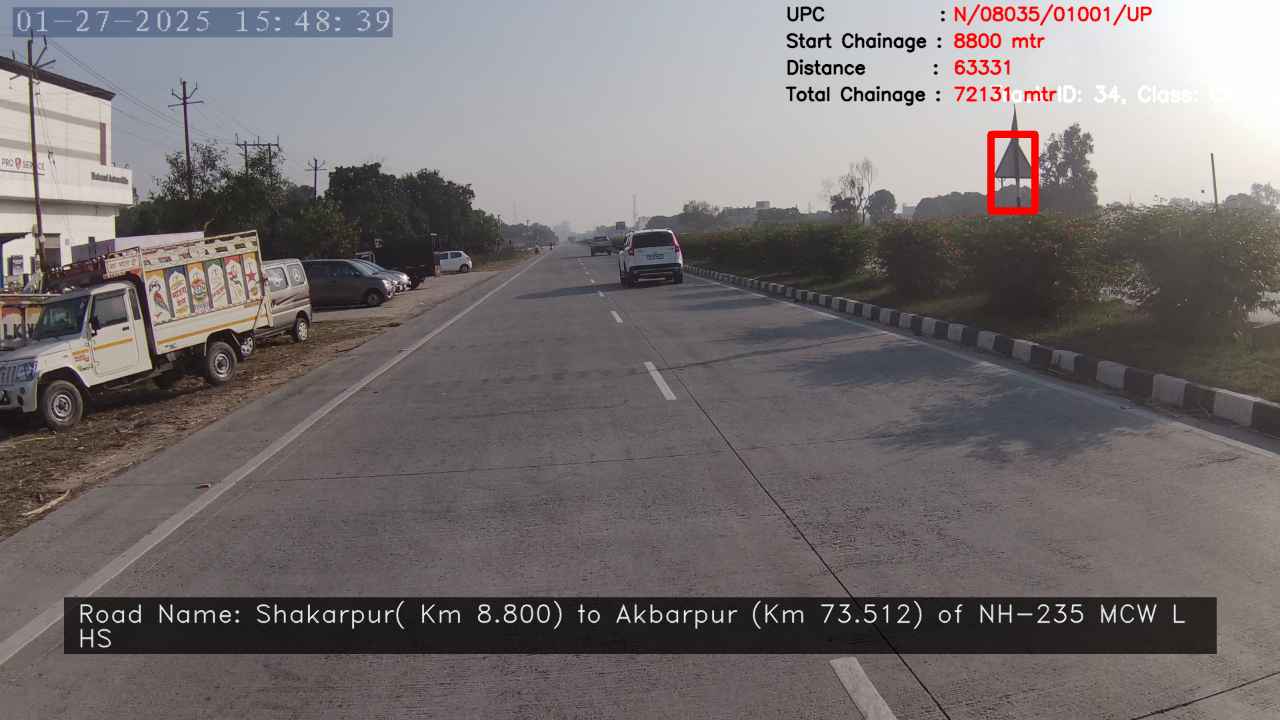 01-27-2025 15:48:39
UPC : N/08035/01001/UP
Start Chainage : 8800 mtr
Distance : 63331
Total Chainage : 72131 mtr ID: 34, Class:
PRO SERVICE
Road Name: Shakarpur( Km 8.800) to Akbarpur (Km 73.512) of NH-235 MCW L
HS